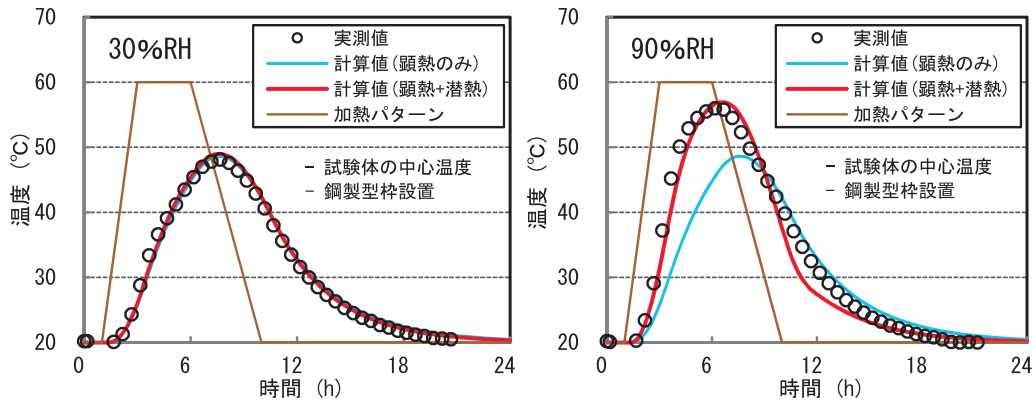 70
60
50
40
30
20
温度 (℃)
30%RH
実測値
計算値(顕熱のみ)
計算値(顕熱+潜熱)
加熱パターン
− 試験体の中心温度
− 鋼製型枠設置
0 6 12 18 24
時間 (h)
70
60
50
40
30
20
温度 (℃)
90%RH
実測値
計算値(顕熱のみ)
計算値(顕熱+潜熱)
加熱パターン
− 試験体の中心温度
− 鋼製型枠設置
0 6 12 18 24
時間 (h)